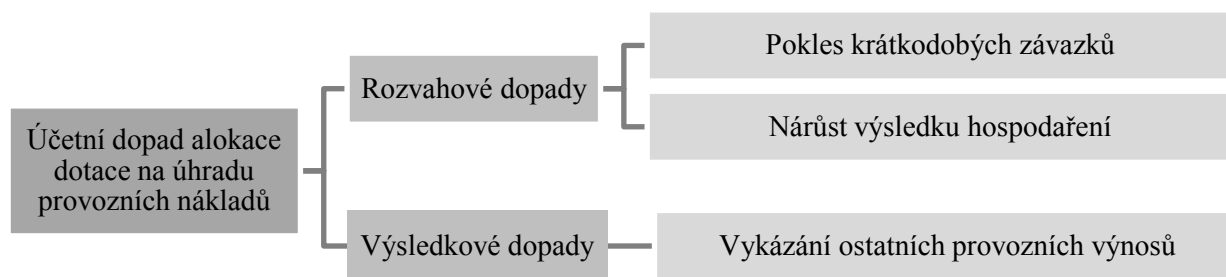 Účetní dopad alokace
dotace na úhradu
provozních nákladů
Rozvahové dopady
Pokles krátkodobých závazků
Nárůst výsledku hospodaření
Výsledkové dopady
Vykázání ostatních provozních výnosů